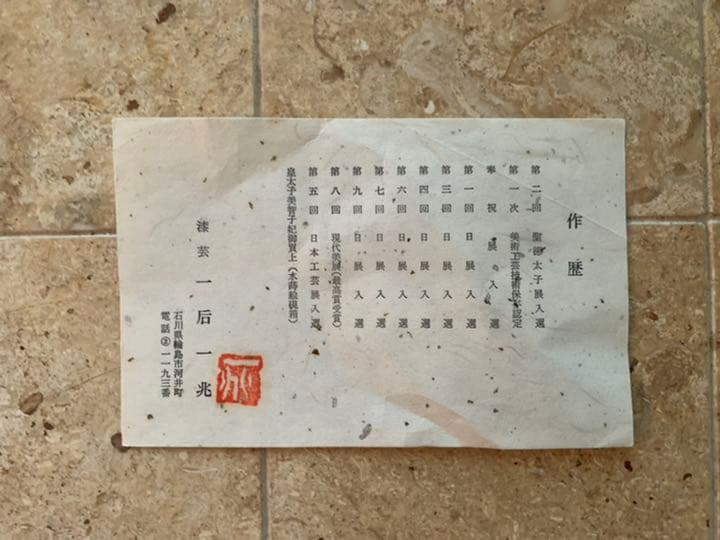 作歴
第二回 聖徳太子展入選
第一次 美術工芸技術保存認定
奉祝展入選
第一回日展入選
第三回日展入選
第四回日展入選
第六回日展入選
第七回日展入選
第九回日展入選
第八回 現代美展(最高賞受賞)
第五回 日本工芸展入選
皇太子美智子妃御買上(水蒔絵硯箱)
漆芸 一后一兆
石川県輪島市河井町
電話②一一九三番